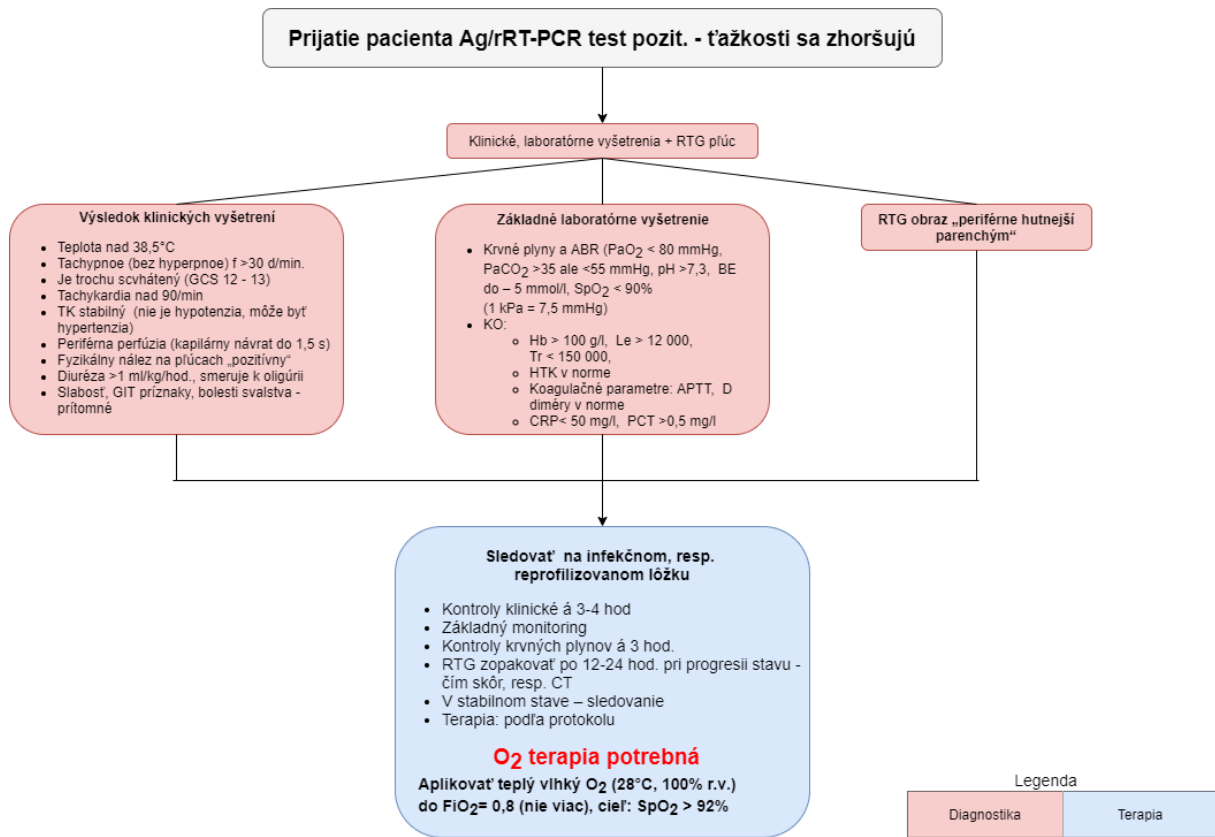 Prijatie pacienta Ag/rRT-PCR test pozit. - ťažkosti sa zhoršujú
Klinické, laboratórne vyšetrenia + RTG pľúc
Výsledok klinických vyšetrení
Teplota nad 38,5°C
Tachypnoe (bez hyperpnoe) f >30 d/min.
Je trochu scvhátený (GCS 12 - 13)
Tachykardia nad 90/min
TK stabilný (nie je hypotenzia, môže byť
hypertenzia)
Periférna perfúzia (kapilárny návrat do 1,5 s)
Fyzikálny nález na pľúcach „pozitívny“
Diuréza >1 ml/kg/hod., smeruje k oligúrii
Slabosť, GIT príznaky, bolesti svalstva -
prítomné
Základné laboratórne vyšetrenie
Krvné plyny a ABR (PaO2 < 80 mmHg,
PaCO2 >35 ale <55 mmHg, pH >7,3, BE
do – 5 mmol/l, SpO2 < 90%
(1 kPa = 7,5 mmHg)
KO:
Hb > 100 g/l, Le > 12 000,
Tr < 150 000,
HTK v norme
Koagulačné parametre: APTT, D
diméry v norme
CRP< 50 mg/l, PCT >0,5 mg/l
RTG obraz „periférne hutnejší
parenchým“
Sledovať na infekčnom, resp.
reprofilizovanom lôžku
Kontroly klinické á 3-4 hod
Základný monitoring
Kontroly krvných plynov á 3 hod.
RTG zopakovať po 12-24 hod. pri progresii stavu -
čím skôr, resp. CT
V stabilnom stave – sledovanie
Terapia: podľa protokolu
O2 terapia potrebná
Aplikovať teplý vlhký O2 (28°C, 100% r.v.)
do FiO2= 0,8 (nie viac), cieľ: SpO2 > 92%
Legenda
Diagnostika
Terapia